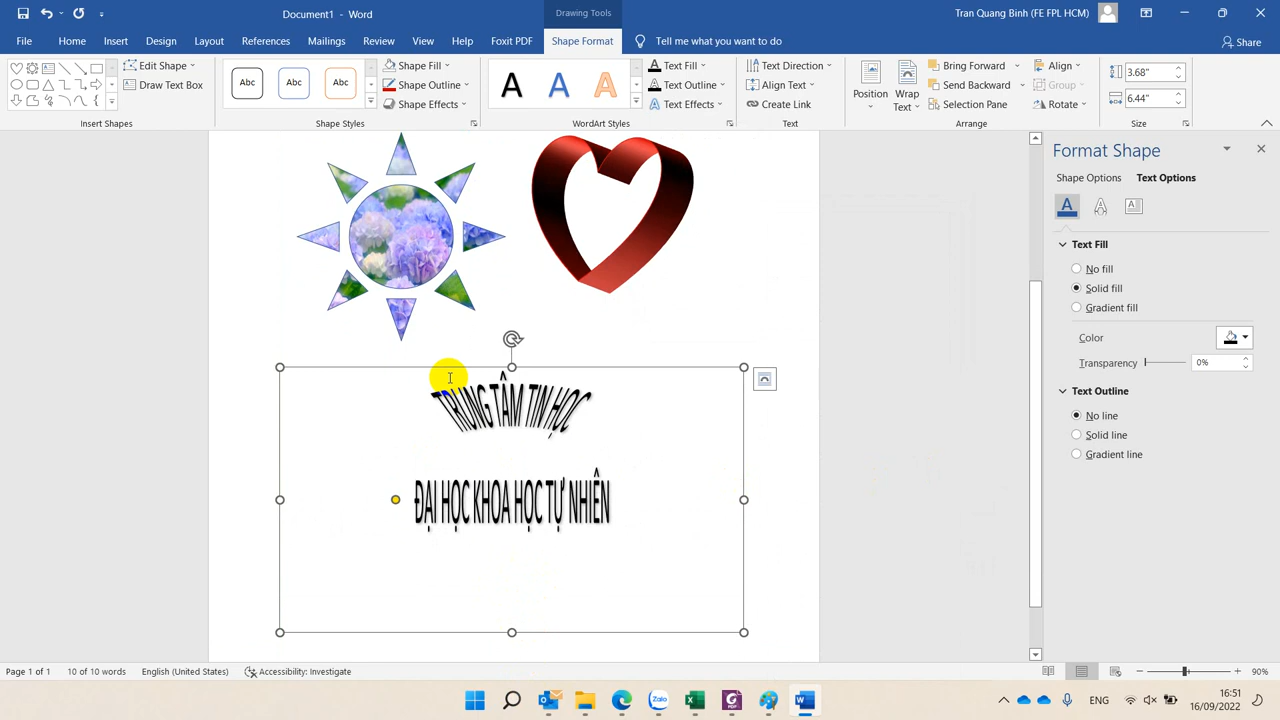 Document1 - Word
Drawing Tools
Tran Quang Binh (FE FPL HCM)
File
Home
Insert
Design
Layout
References
Mailings
Review
View
Help
Foxit PDF
Shape Format
Tell me what you want to do
Share
Edit Shape
Draw Text Box
Insert Shapes
Abc
Abc
Abc
Shape Fill
Shape Outline
Shape Effects
Shape Styles
A
A
A
Text Fill
Text Outline
Text Effects
WordArt Styles
Text Direction
Align Text
Create Link
Text
Position
Wrap
Text
Bring Forward
Send Backward
Selection Pane
Align
Group
Rotate
Arrange
3.68"
6.44"
Size
TRUNG TÂM TIN HỌC
ĐẠI HỌC KHOA HỌC TỰ NHIÊN
Format Shape
Shape Options
Text Options
Text Fill
No fill
Solid fill
Gradient fill
Color
Transparency
0%
Text Outline
No line
Solid line
Gradient line
Page 1 of 1
10 of 10 words
English (United States)
Accessibility: Investigate
90%
Zalo
ENG
16:51
16/09/2022